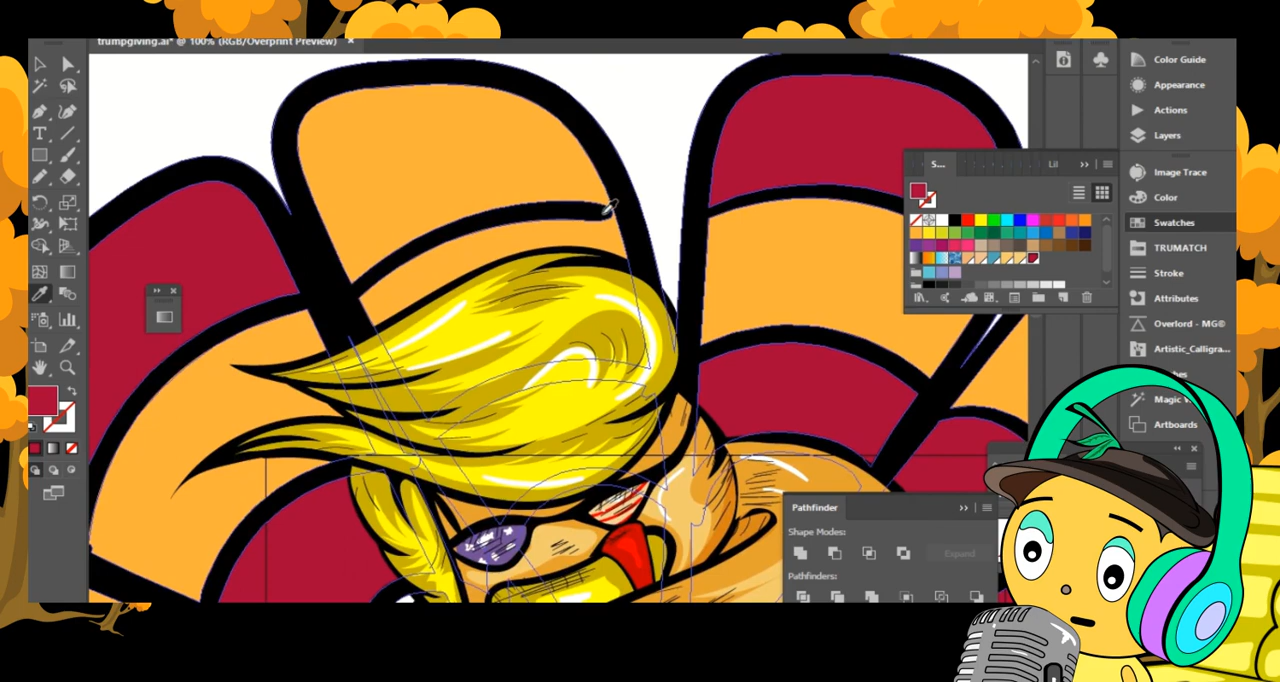 trumpgiving.ai* @ 100% (RGB/Overprint Preview) ×
Color Guide
Appearance
Actions
Layers
Image Trace
Color
Swatches
TRUMATCH
Stroke
Attributes
Overlord - MG®
Artistic_Calligra...
Artboards
S...
Pathfinder
Shape Modes:
Expand
Pathfinders: